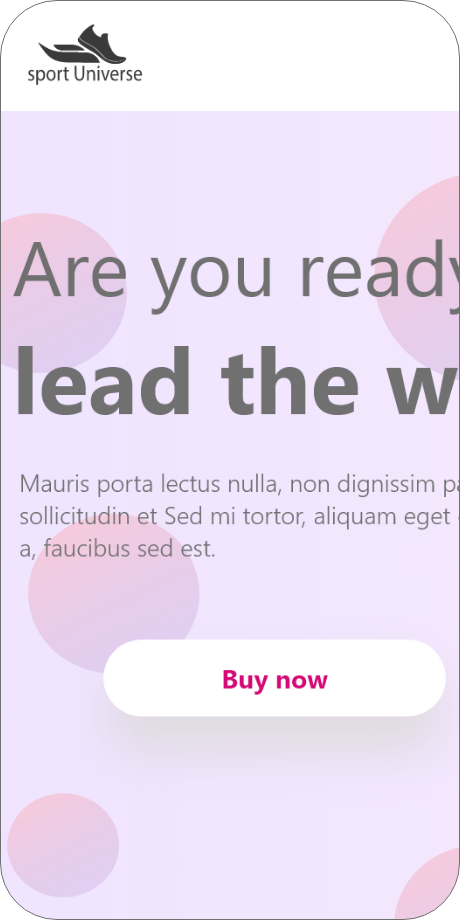 sport Universe
Are you ready
lead the w
Mauris porta lectus nulla, non dignissim pa
sollicitudin et Sed mi tortor, aliquam eget
a, faucibus sed est.
Buy now